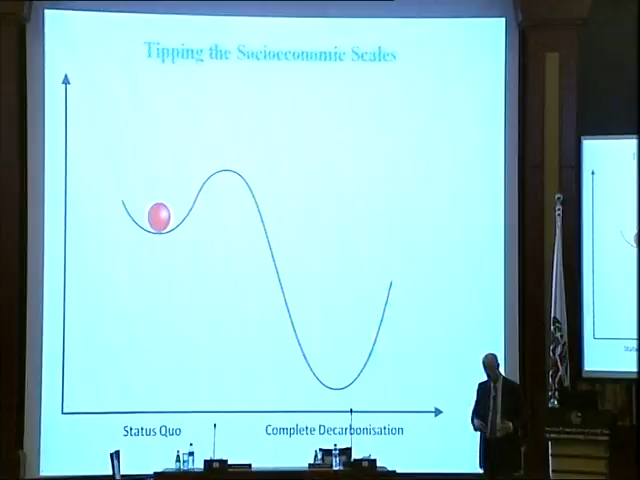 Tipping the Socioeconomic Scales
Status Quo
Complete Decarbonisation